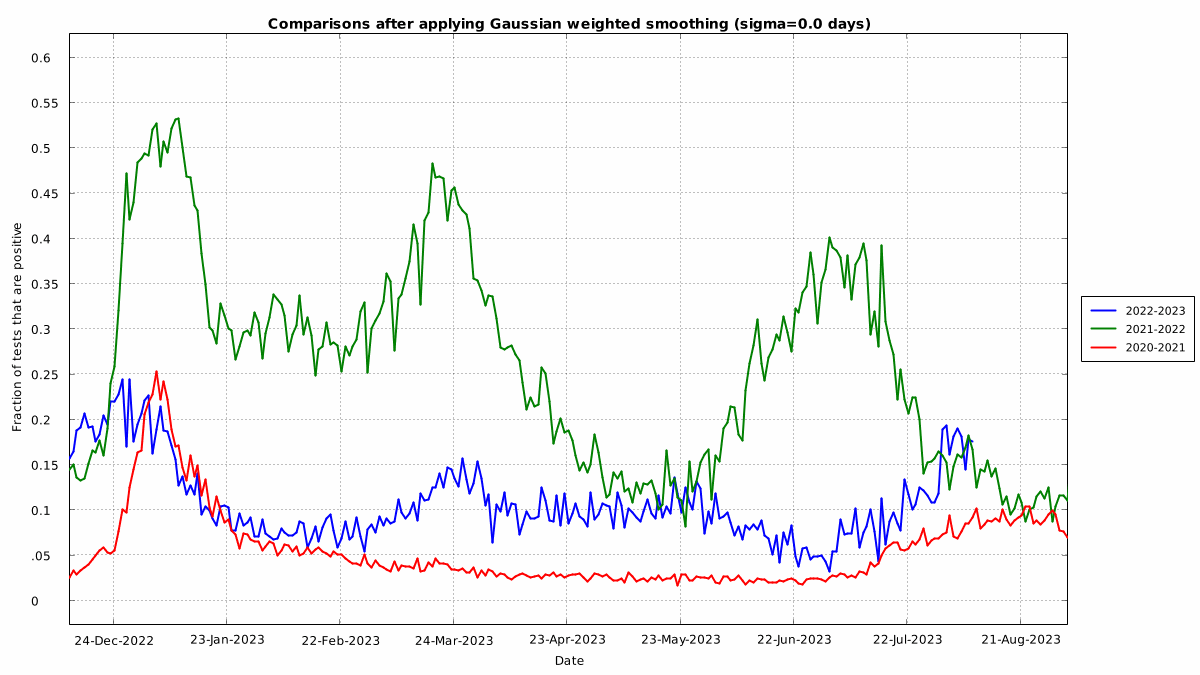 Comparisons after applying Gaussian weighted smoothing (sigma=0.0 days)
Fraction of tests that are positive
0.6
0.55
0.5
0.45
0.4
0.35
0.3
0.25
0.2
0.15
0.1
.05
0
24-Dec-2022
23-Jan-2023
22-Feb-2023
24-Mar-2023
23-Apr-2023
23-May-2023
22-Jun-2023
22-Jul-2023
21-Aug-2023
Date
2022-2023
2021-2022
2020-2021